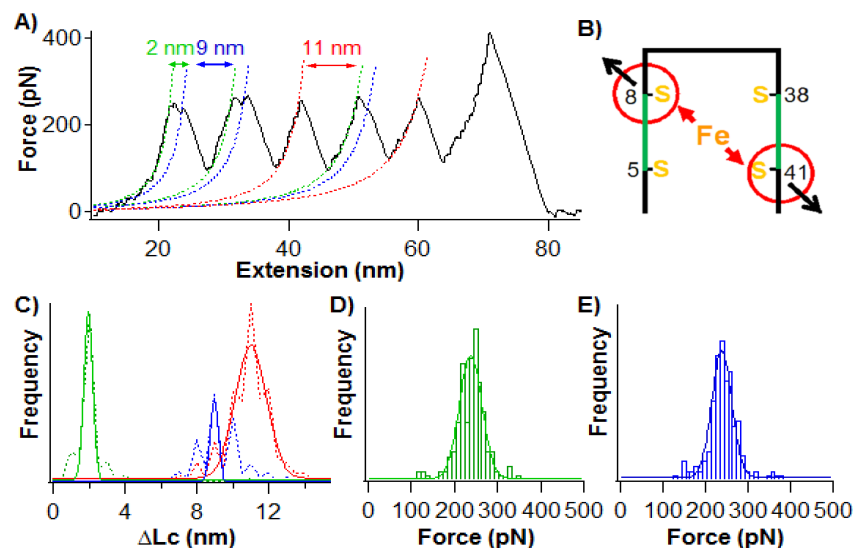 A)
2 nm 9 nm 11 nm
400
200
0
Force (pN)
20 40 60 80
Extension (nm)
B)
8 S S 38
Fe
5 S S 41
C)
Frequency
0 4 8 12
ΔLc (nm)
D)
Frequency
0 100 200 300 400 500
Force (pN)
E)
Frequency
0 100 200 300 400 500
Force (pN)